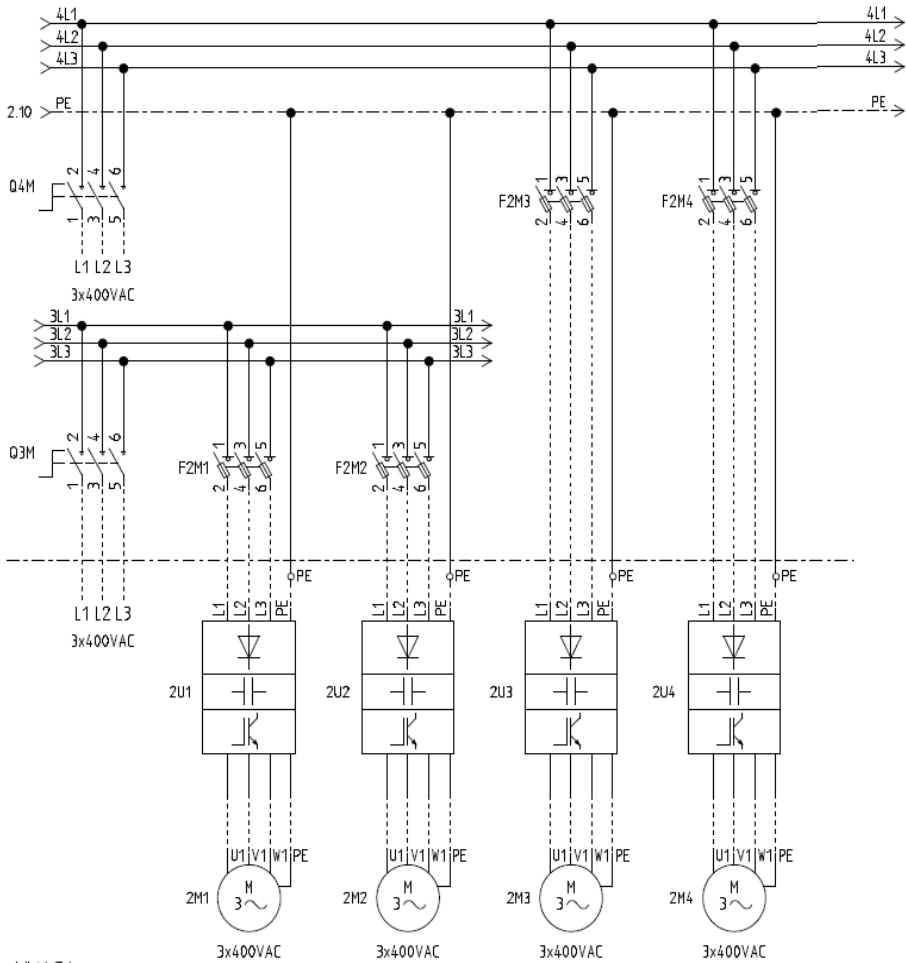 4L1 4L1
4L2 4L2
4L3 4L3
2.10 PE PE
Q4M 2 4 6 F2M3 1 3 5 F2M4 1 3 5
1 3 5 2 4 6 2 4 6
L1 L2 L3
3x400VAC
3L1 3L1
3L2 3L2
3L3 3L3
Q3M 2 4 6 F2M1 1 3 5 F2M2 1 3 5
1 3 5 2 4 6 2 4 6
PE PE PE PE
L1 L2 L3 L1 L2 L3 PE L1 L2 L3 PE L1 L2 L3 PE L1 L2 L3 PE
3x400VAC
2U1 2U2 2U3 2U4
U1 V1 W1 PE U1 V1 W1 PE U1 V1 W1 PE U1 V1 W1 PE
2M1 M 2M2 M 2M3 M 2M4 M
3 3 3 3
3x400VAC 3x400VAC 3x400VAC 3x400VAC